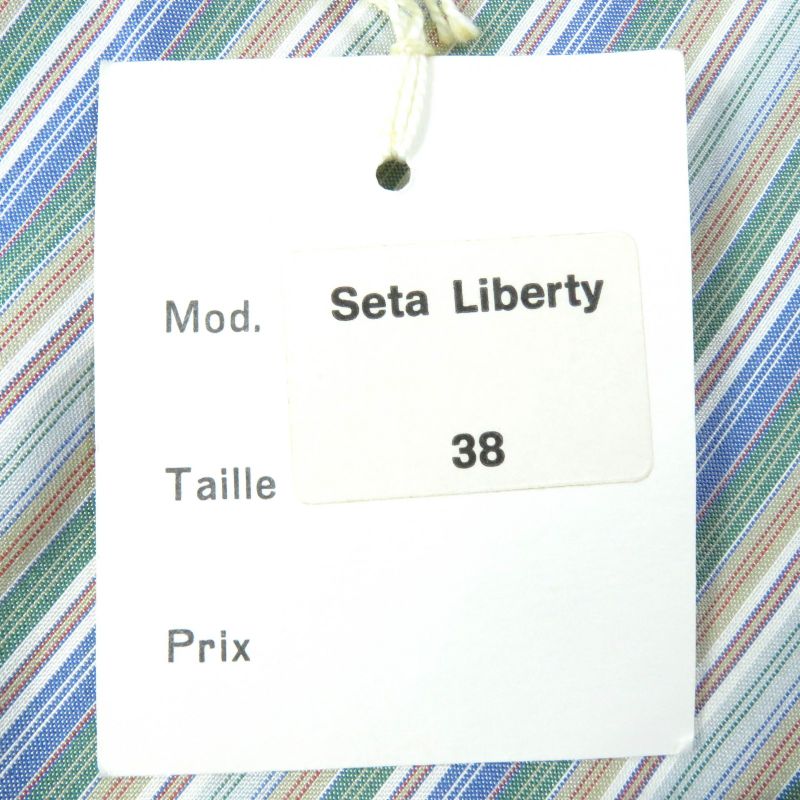 Mod. Seta Liberty
Taille 38
Prix